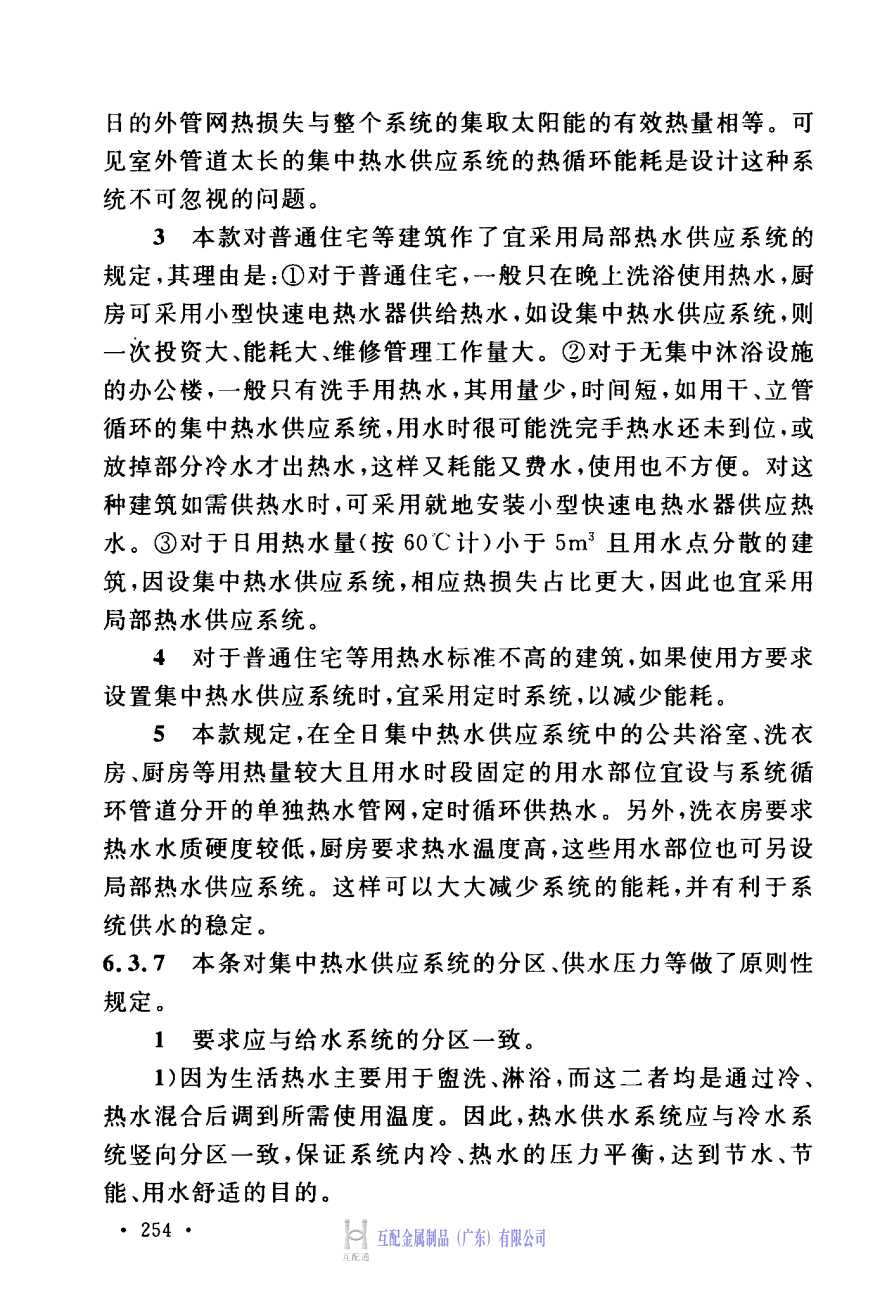 日的外管网热损失与整个系统的集取太阳能的有效热量相等。可
见室外管道太长的集中热水供应系统的热循环能耗是设计这种系
统不可忽视的问题。
3 本款对普通住宅等建筑作了宜采用局部热水供应系统的
规定,其理由是:①对于普通住宅,一般只在晚上洗浴使用热水,厨
房可采用小型快速电热水器供给热水,如设集中热水供应系统,则
一次投资大、能耗大、维修管理工作量大。②对于无集中沐浴设施
的办公楼,一般只有洗手用热水,其用量少,时间短,如用干、立管
循环的集中热水供应系统,用水时很可能洗完手热水还未到位,或
放掉部分冷水才出热水,这样又耗能又费水,使用也不方便。对这
种建筑如需供热水时,可采用就地安装小型快速电热水器供应热
水。③对于日用热水量(按 60℃计)小于 5m³ 且用水点分散的建
筑,因设集中热水供应系统,相应热损失占比更大,因此也宜采用
局部热水供应系统。
4 对于普通住宅等用热水标准不高的建筑,如果使用方要求
设置集中热水供应系统时,宜采用定时系统,以减少能耗。
5 本款规定,在全日集中热水供应系统中的公共浴室、洗衣
房、厨房等用热量较大且用水时段固定的用水部位宜设与系统循
环管道分开的单独热水管网,定时循环供热水。另外,洗衣房要求
热水水质硬度较低,厨房要求热水温度高,这些用水部位也可另设
局部热水供应系统。这样可以大大减少系统的能耗,并有利于系
统供水的稳定。
6.3.7 本条对集中热水供应系统的分区、供水压力等做了原则性
规定。
1 要求应与给水系统的分区一致。
1)因为生活热水主要用于盥洗、淋浴,而这二者均是通过冷、
热水混合后调到所需使用温度。因此,热水供水系统应与冷水系
统竖向分区一致,保证系统内冷、热水的压力平衡,达到节水、节
能、用水舒适的目的。
· 254 ·
互配通
互配金属制品(广东)有限公司